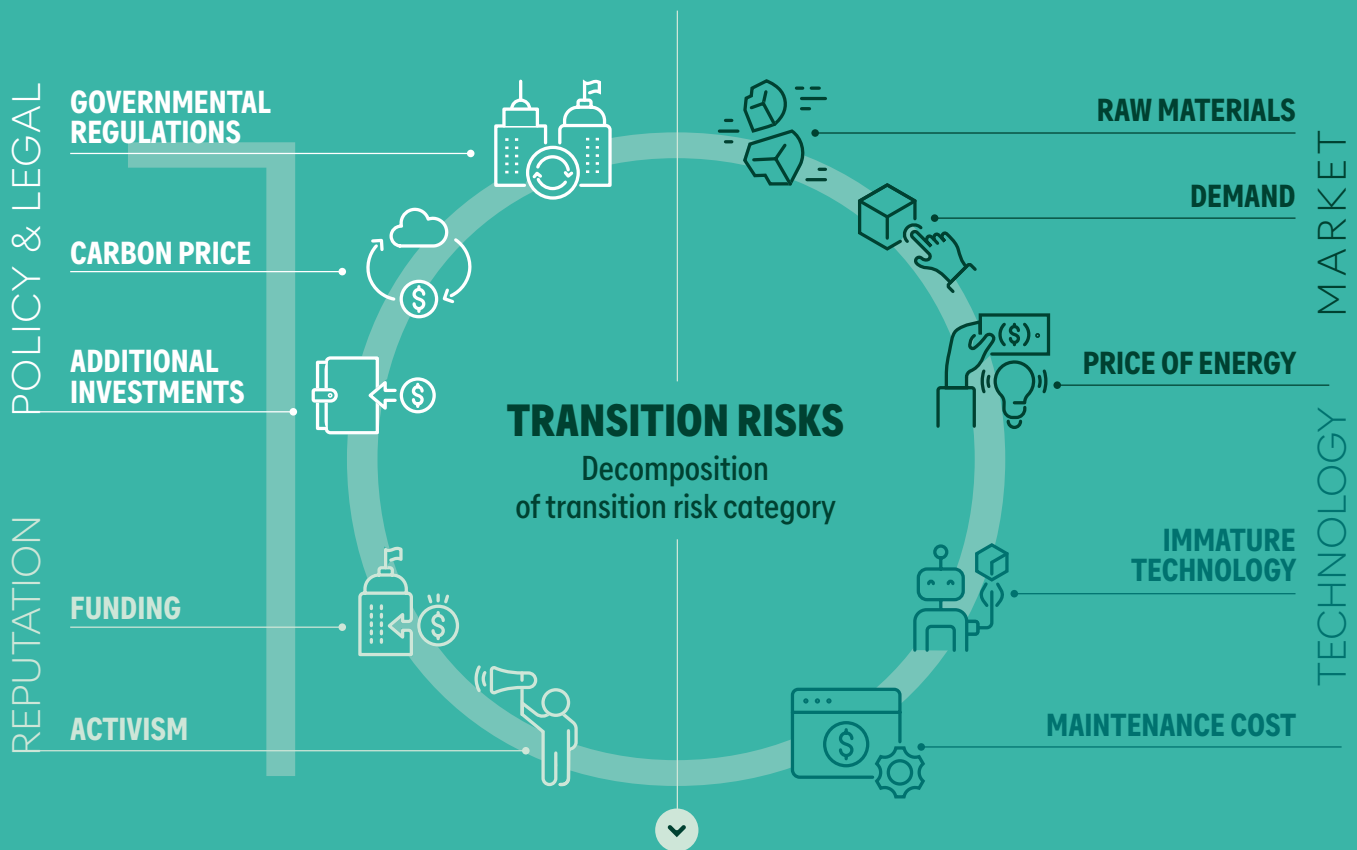 POLICY & LEGAL
GOVERNMENTAL
REGULATIONS
CARBON PRICE
$
ADDITIONAL
INVESTMENTS
$
REPUTATION
FUNDING
$
ACTIVISM
TRANSITION RISKS
Decomposition
of transition risk category
MARKET
RAW MATERIALS
DEMAND
PRICE OF ENERGY
($)
TECHNOLOGY
IMMATURE
TECHNOLOGY
MAINTENANCE COST
$